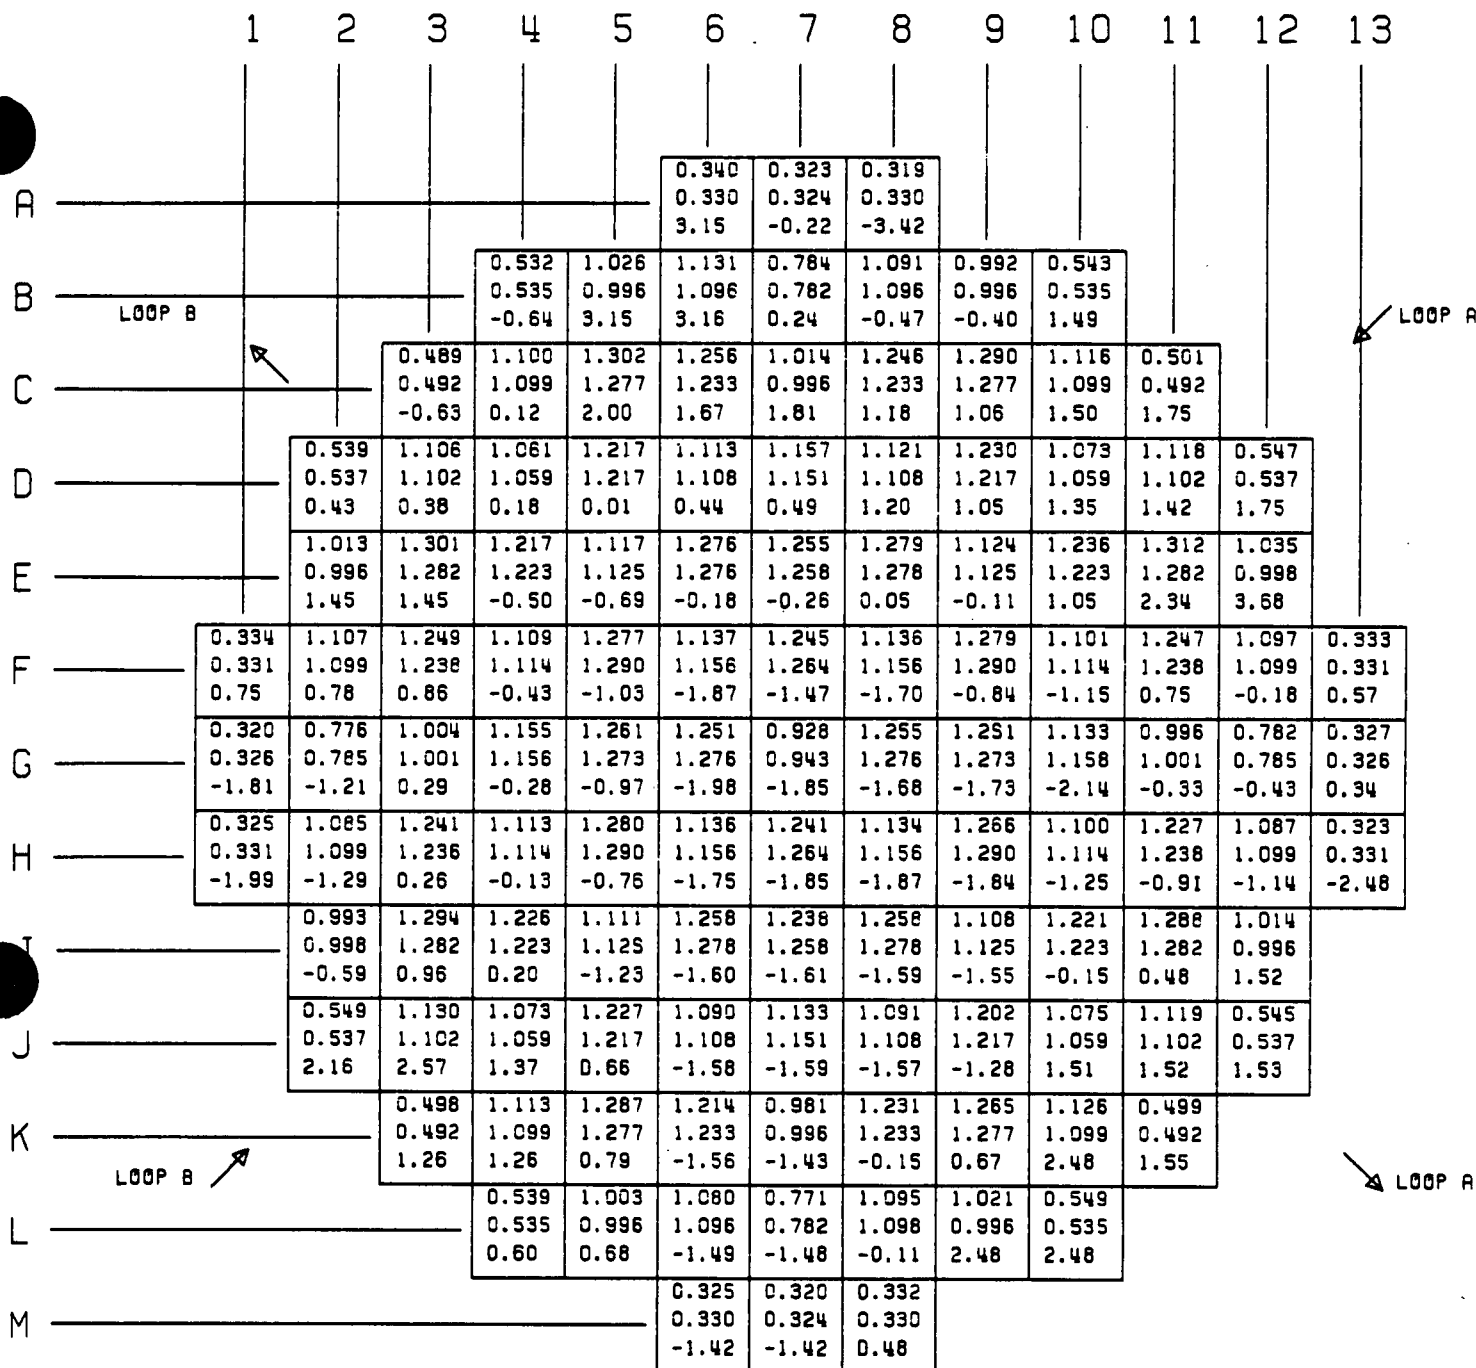 1 2 3 4 5 6 7 8 9 10 11 12 13
0.340 0.323 0.319
A 0.330 0.324 0.330
3.15 -0.22 -3.42
0.532 1.026 1.131 0.784 1.091 0.992 0.543
B 0.535 0.996 1.096 0.782 1.096 0.996 0.535
LOOP B -0.64 3.15 3.16 0.24 -0.47 -0.40 1.49 LOOP A
0.489 1.100 1.302 1.256 1.014 1.246 1.290 1.116 0.501
C 0.492 1.099 1.277 1.233 0.996 1.233 1.277 1.099 0.492
-0.63 0.12 2.00 1.67 1.81 1.18 1.06 1.50 1.75
0.539 1.106 1.061 1.217 1.113 1.157 1.121 1.230 1.073 1.118 0.547
D 0.537 1.102 1.059 1.217 1.108 1.151 1.108 1.217 1.059 1.102 0.537
0.43 0.38 0.18 0.01 0.44 0.49 1.20 1.05 1.35 1.42 1.75
1.013 1.301 1.217 1.117 1.276 1.255 1.279 1.124 1.236 1.312 1.035
E 0.996 1.282 1.223 1.125 1.276 1.258 1.278 1.125 1.223 1.282 0.998
1.45 1.45 -0.50 -0.69 -0.18 -0.26 0.05 -0.11 1.05 2.34 3.68
0.334 1.107 1.249 1.109 1.277 1.137 1.245 1.136 1.279 1.101 1.247 1.097 0.333
F 0.331 1.099 1.238 1.114 1.290 1.156 1.264 1.156 1.290 1.114 1.238 1.099 0.331
0.75 0.78 0.86 -0.43 -1.03 -1.87 -1.47 -1.70 -0.84 -1.15 0.75 -0.18 0.57
0.320 0.776 1.004 1.155 1.261 1.251 0.928 1.255 1.251 1.133 0.996 0.782 0.327
G 0.326 0.785 1.001 1.156 1.273 1.276 0.943 1.276 1.273 1.158 1.001 0.785 0.326
-1.81 -1.21 0.29 -0.28 -0.97 -1.98 -1.85 -1.68 -1.73 -2.14 -0.33 -0.43 0.34
0.325 1.085 1.241 1.113 1.280 1.136 1.241 1.134 1.266 1.100 1.227 1.087 0.323
H 0.331 1.099 1.236 1.114 1.290 1.156 1.264 1.156 1.290 1.114 1.238 1.099 0.331
-1.99 -1.29 0.26 -0.13 -0.76 -1.75 -1.85 -1.87 -1.84 -1.25 -0.91 -1.14 -2.48
0.993 1.294 1.226 1.111 1.258 1.238 1.258 1.108 1.221 1.288 1.014
0.998 1.282 1.223 1.125 1.278 1.258 1.278 1.125 1.223 1.282 0.996
-0.59 0.96 0.20 -1.23 -1.60 -1.61 -1.59 -1.55 -0.15 0.48 1.52
0.549 1.130 1.073 1.227 1.090 1.133 1.091 1.202 1.075 1.119 0.545
J 0.537 1.102 1.059 1.217 1.108 1.151 1.108 1.217 1.059 1.102 0.537
2.16 2.57 1.37 0.66 -1.58 -1.59 -1.57 -1.28 1.51 1.52 1.53
0.498 1.113 1.287 1.214 0.981 1.231 1.265 1.126 0.499
K 0.492 1.099 1.277 1.233 0.996 1.233 1.277 1.099 0.492
1.26 1.26 0.79 -1.56 -1.43 -0.15 0.67 2.48 1.55
LOOP B LOOP A
0.539 1.003 1.080 0.771 1.095 1.021 0.549
L 0.535 0.996 1.096 0.782 1.098 0.996 0.535
0.60 0.68 -1.49 -1.48 -0.11 2.48 2.48
0.325 0.320 0.332
M 0.330 0.324 0.330
-1.42 -1.42 0.48